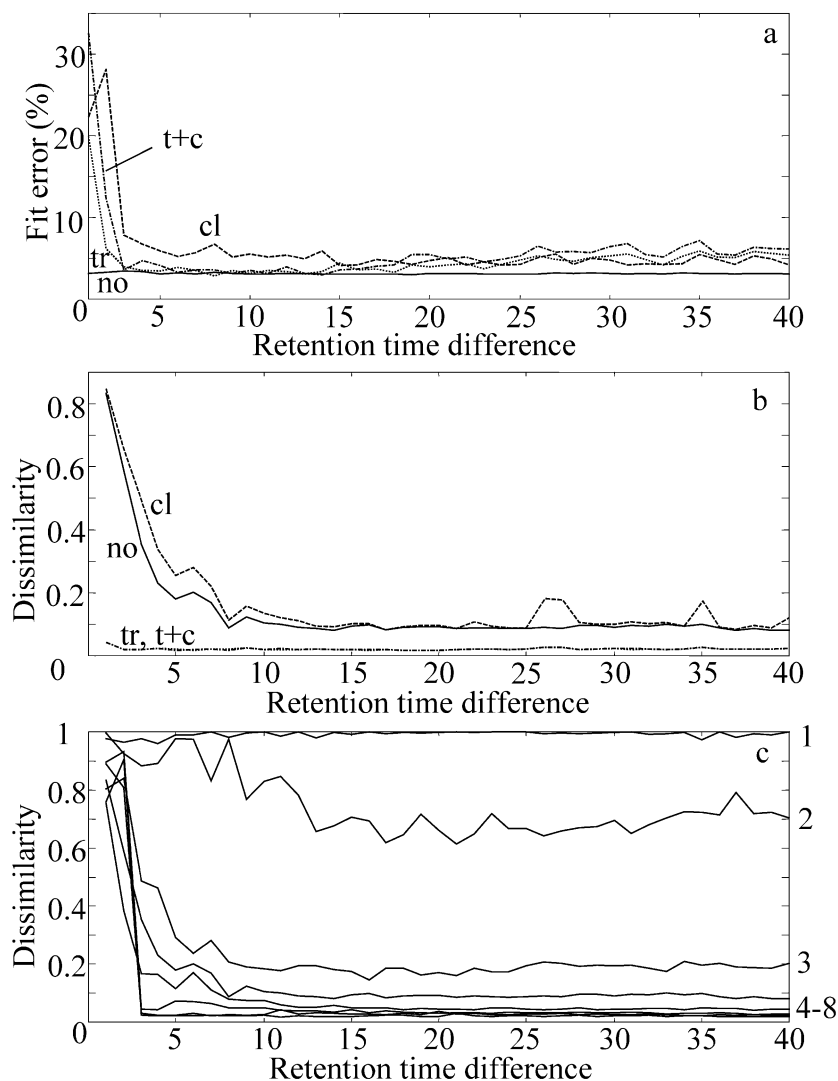 a
30
20
10
0
Fit error (%)
t+c
cl
tr
no
5 10 15 20 25 30 35 40
Retention time difference
b
0.8
0.6
0.4
0.2
0
Dissimilarity
cl
no
tr, t+c
5 10 15 20 25 30 35 40
Retention time difference
c
1
0.8
0.6
0.4
0.2
0
Dissimilarity
1
2
3
4-8
5 10 15 20 25 30 35 40
Retention time difference